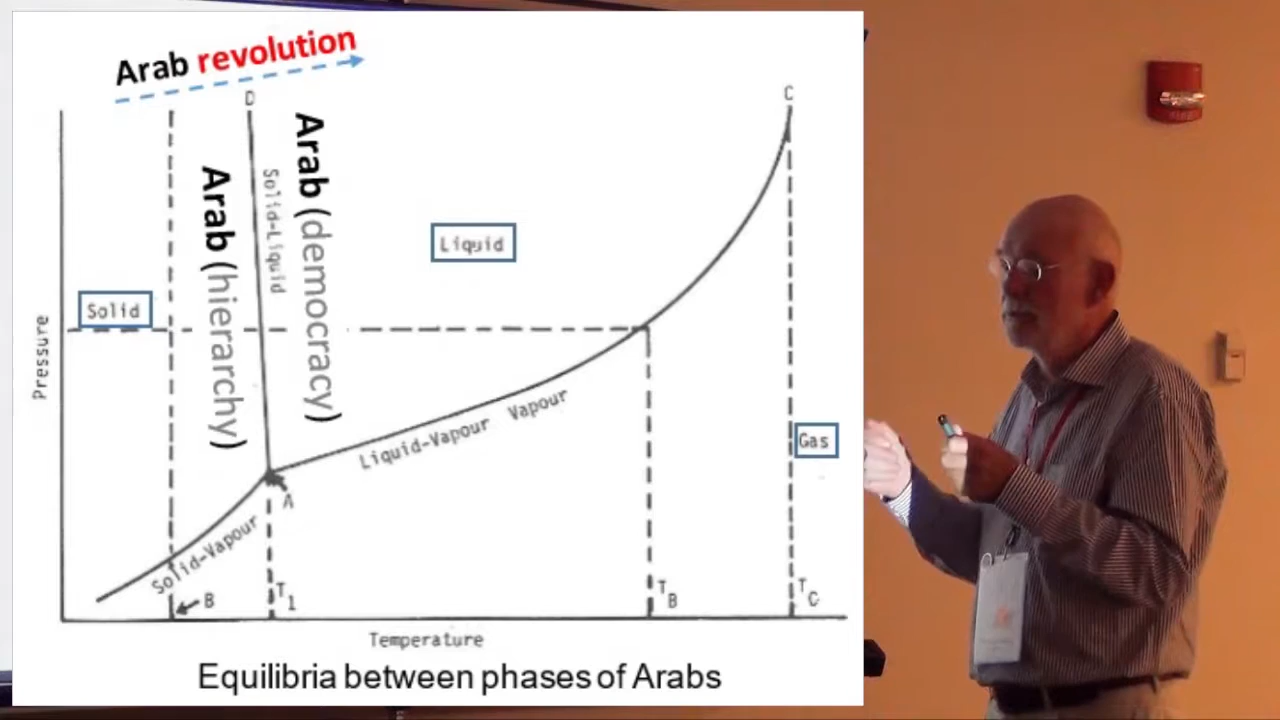 Arab revolution
D
C
Arab (hierarchy)
Solid-Liquid
Arab (democracy)
Liquid
Solid
Pressure
Liquid-Vapour Vapour
Gas
A
Solid-Vapour
B
T1
TB
TC
Temperature
Equilibria between phases of Arabs